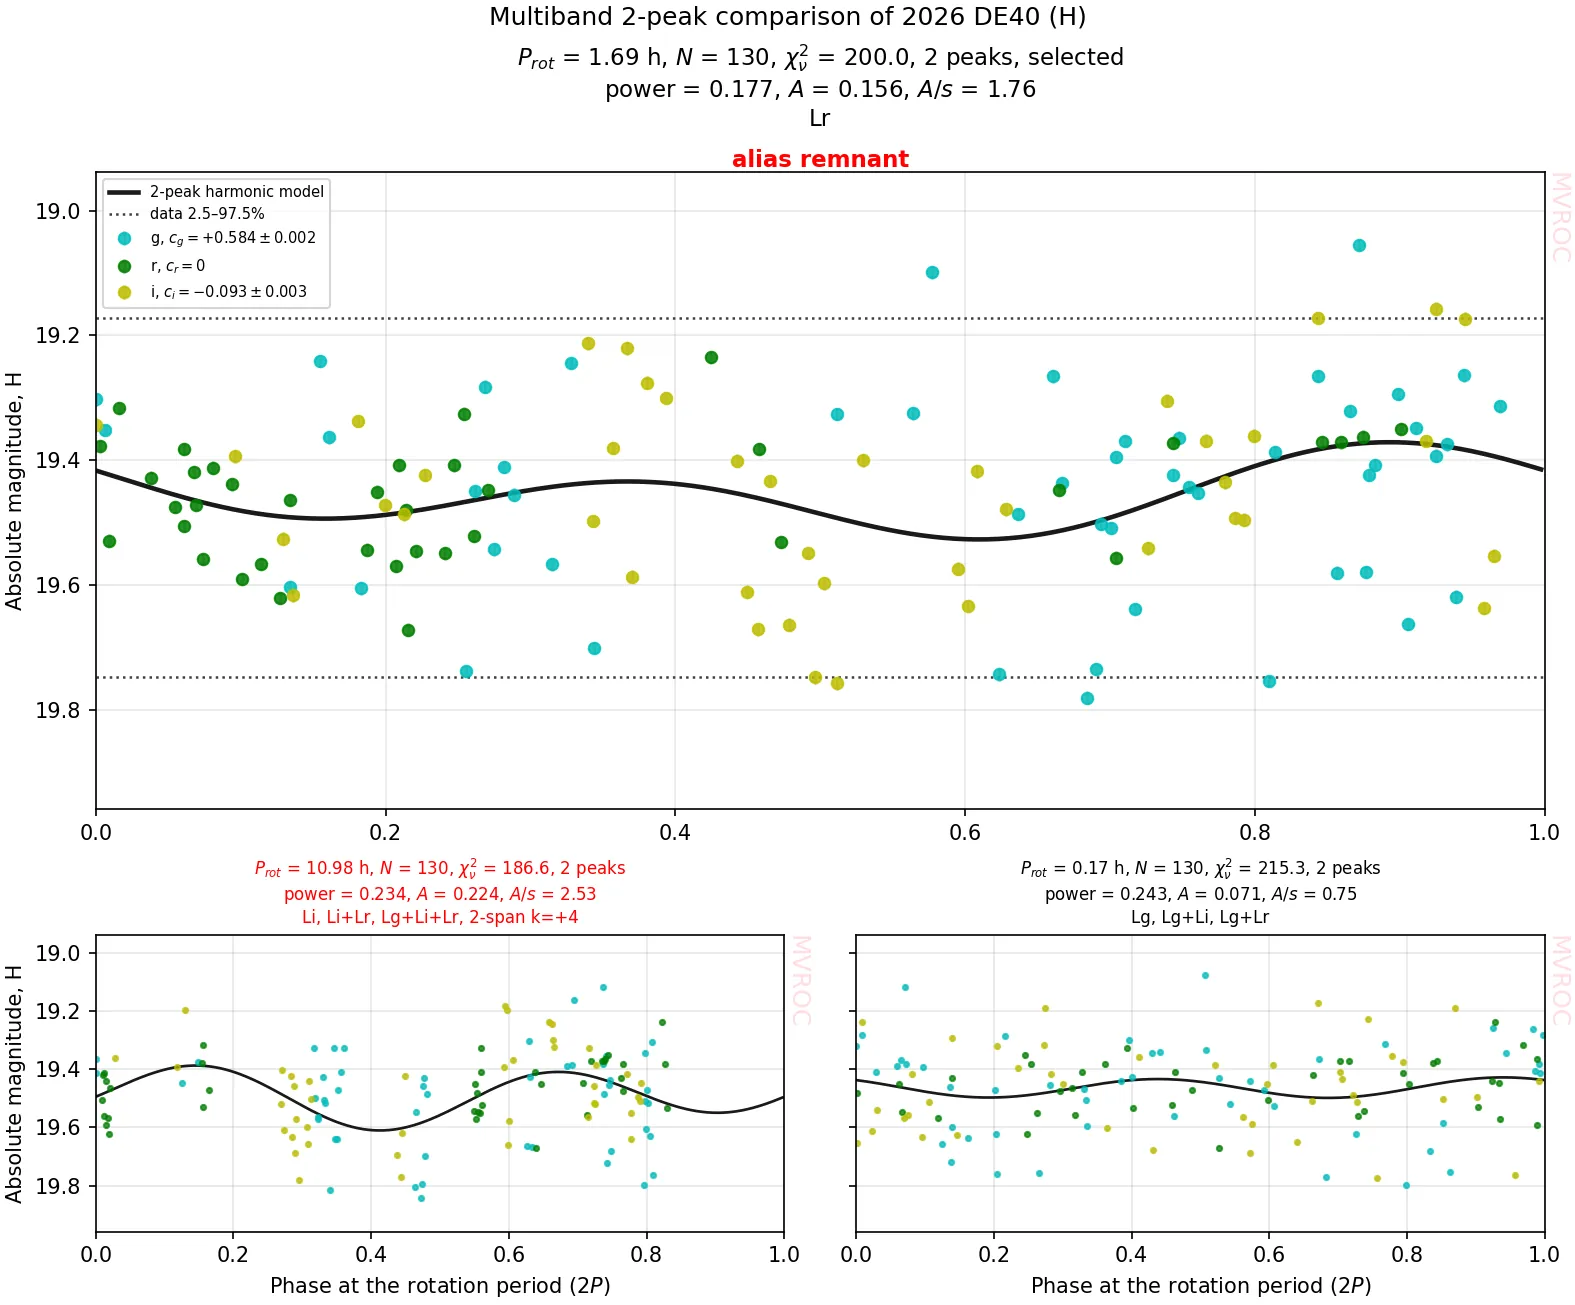 Multiband 2-peak comparison of 2026 DE40 (H)
P_rot = 1.69 h, N = 130, χ²_ν = 200.0, 2 peaks, selected
power = 0.177, A = 0.156, A/s = 1.76
Lr
alias remnant
2-peak harmonic model
data 2.5–97.5%
g, c_g = +0.584 ± 0.002
r, c_r = 0
i, c_i = −0.093 ± 0.003
MVROC
Absolute magnitude, H
19.0
19.2
19.4
19.6
19.8
0.0 0.2 0.4 0.6 0.8 1.0
P_rot = 10.98 h, N = 130, χ²_ν = 186.6, 2 peaks
power = 0.234, A = 0.224, A/s = 2.53
Li, Li+Lr, Lg+Li+Lr, 2-span k=+4
MVROC
Absolute magnitude, H
19.0
19.2
19.4
19.6
19.8
0.0 0.2 0.4 0.6 0.8 1.0
Phase at the rotation period (2P)
P_rot = 0.17 h, N = 130, χ²_ν = 215.3, 2 peaks
power = 0.243, A = 0.071, A/s = 0.75
Lg, Lg+Li, Lg+Lr
MVROC
0.0 0.2 0.4 0.6 0.8 1.0
Phase at the rotation period (2P)